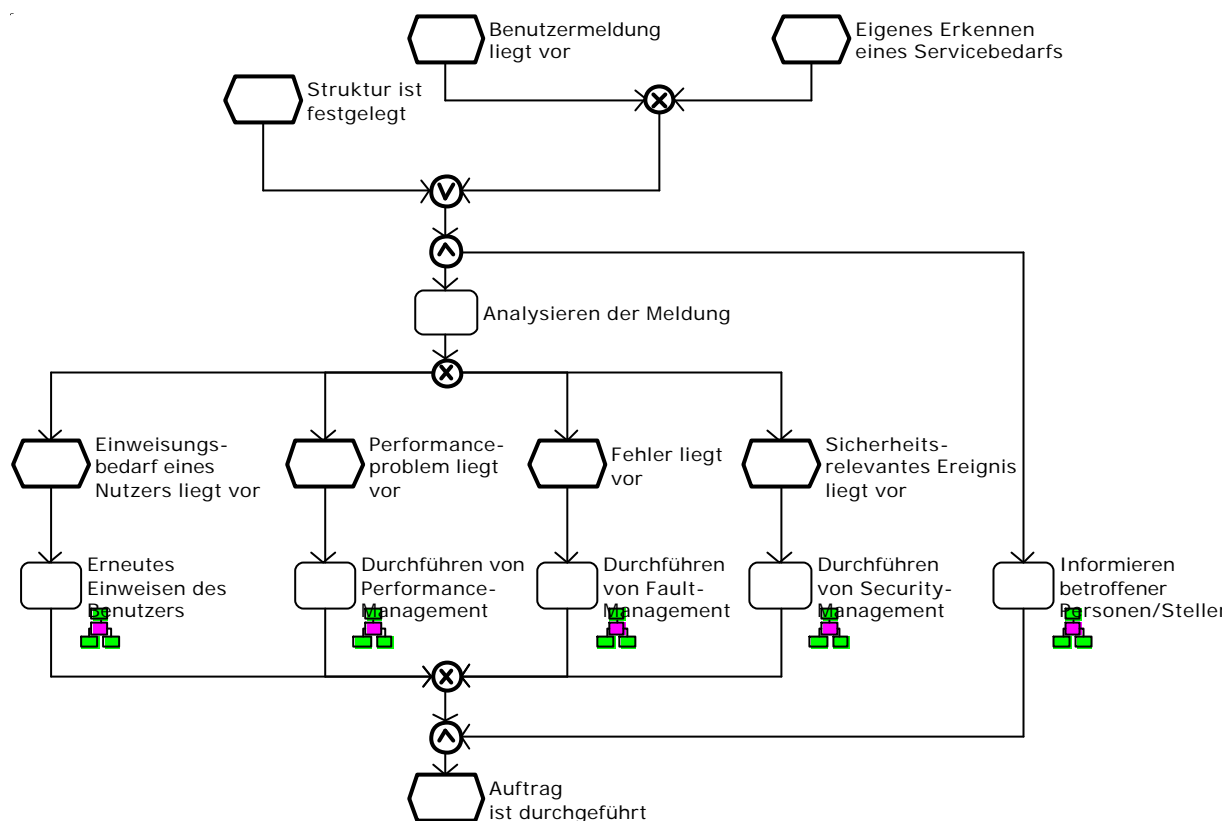 Benutzermeldung
liegt vor
Eigenes Erkennen
eines Servicebedarfs
Struktur ist
festgelegt
Analysieren der Meldung
Einweisungs-
bedarf eines
Nutzers liegt vor
Performance-
problem liegt
vor
Fehler liegt
vor
Sicherheits-
relevantes Ereignis
liegt vor
Erneutes
Einweisen des
Benutzers
Durchführen von
Performance-
Management
Durchführen
von Fault-
Management
Durchführen
von Security-
Management
Informieren
betroffener
Personen/Stellen
Auftrag
ist durchgeführt